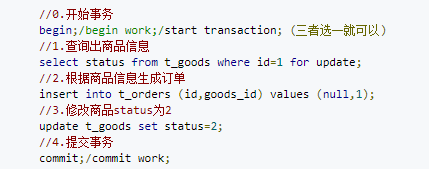 //0.开始事务
begin;/begin work;/start transaction; (三者选一就可以)
//1.查询出商品信息
select status from t_goods where id=1 for update;
//2.根据商品信息生成订单
insert into t_orders (id,goods_id) values (null,1);
//3.修改商品status为2
update t_goods set status=2;
//4.提交事务
commit;/commit work;